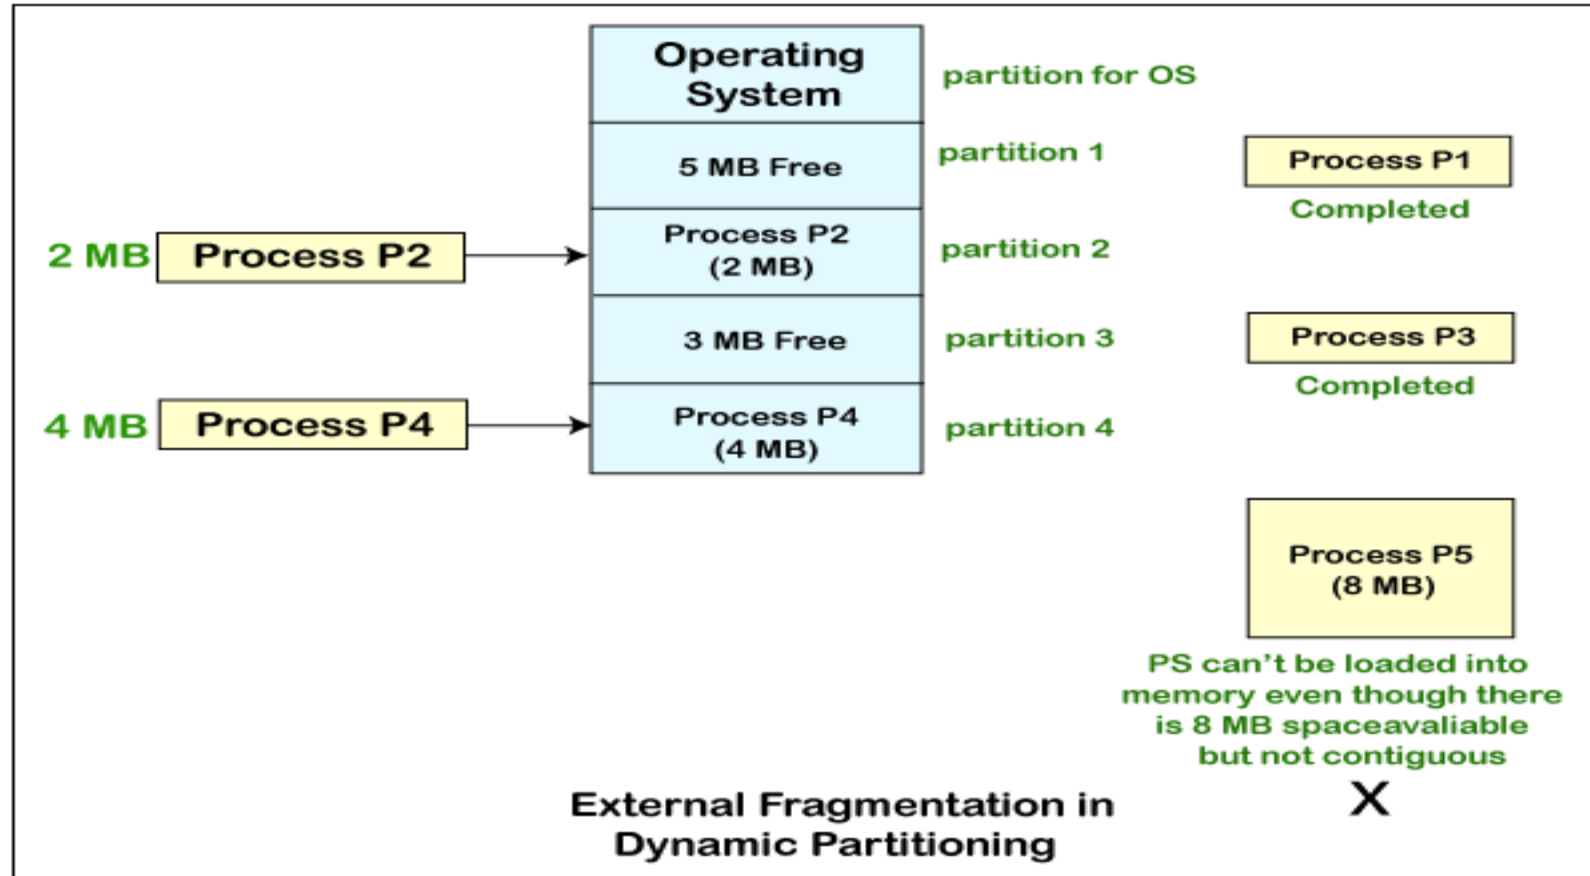 Operating
System
partition for OS
5 MB Free
partition 1
Process P1
Completed
2 MB
Process P2
Process P2
(2 MB)
partition 2
3 MB Free
partition 3
Process P3
Completed
4 MB
Process P4
Process P4
(4 MB)
partition 4
Process P5
(8 MB)
PS can't be loaded into
memory even though there
is 8 MB spaceavaliable
but not contiguous
X
External Fragmentation in
Dynamic Partitioning